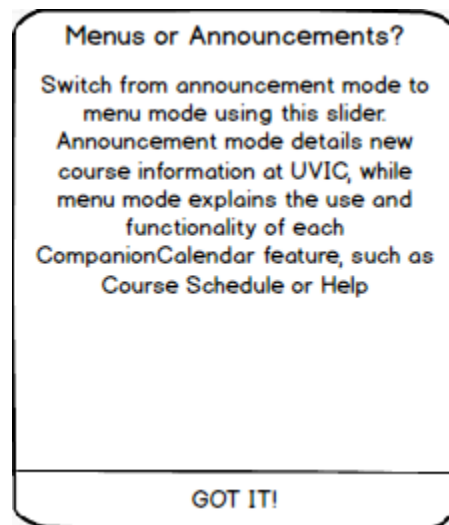 Menus or Announcements?
Switch from announcement mode to
menu mode using this slider.
Announcement mode details new
course information at UVIC, while
menu mode explains the use and
functionality of each
CompanionCalendar feature, such as
Course Schedule or Help
GOT IT!